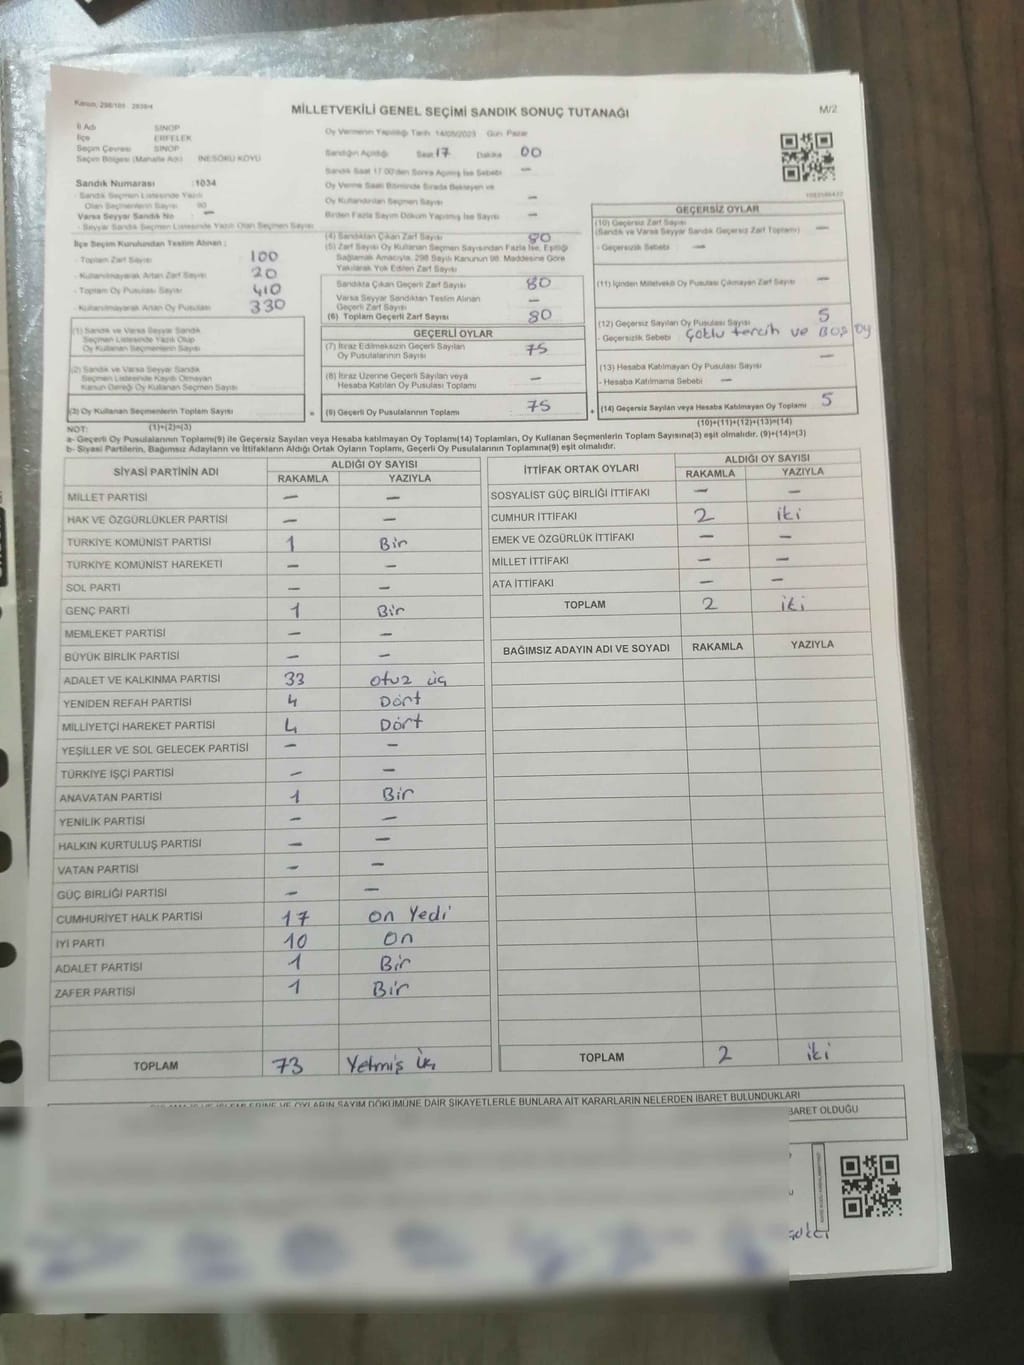 MİLLETVEKİLİ GENEL SEÇİMİ SANDIK SONUÇ TUTANAĞI
M/2
İl Adı SİNOP
İlçe ERFELEK
Seçim Çevresi SİNOP
Seçim Bölgesi (Mahalle Adı) İNESÖKÜ KÖYÜ
Sandık Numarası :1034
- Sandık Seçmen Listesinde Yazılı
Olan Seçmenlerin Sayısı 90
Varsa Seyyar Sandık No —
- Seyyar Sandık Seçmen Listesinde Yazılı Olan Seçmen Sayısı
İlçe Seçim Kurulundan Teslim Alınan ;
- Toplam Zarf Sayısı 100
- Kullanılmayarak Artan Zarf Sayısı 20
- Toplam Oy Pusulası Sayısı 410
- Kullanılmayarak Artan Oy Pusulası 330
(1) Sandık ve Varsa Seyyar Sandık
Seçmen Listesinde Yazılı Olup
Oy Kullanan Seçmenlerin Sayısı
(2) Sandık ve Varsa Seyyar Sandık
Seçmen Listesinde Kayıtlı Olmayan
Kanun Gereği Oy Kullanan Seçmen Sayısı
(3) Oy Kullanan Seçmenlerin Toplam Sayısı
(1)+(2)=(3)
Oy Vermenin Yapıldığı Tarih 14/05/2023 Gün Pazar
Sandığın Açıldığı Saat 17 Dakika 00
Sandık Saat 17.00'den Sonra Açılmış İse Sebebi —
Oy Verme Saati Bitiminde Sırada Bekleyen ve
Oy Kullandırılan Seçmen Sayısı —
Birden Fazla Sayım Döküm Yapılmış İse Sayısı —
(4) Sandıktan Çıkan Zarf Sayısı 80
(5) Zarf Sayısı Oy Kullanan Seçmen Sayısından Fazla İse, Eşitliği
Sağlamak Amacıyla, 298 Sayılı Kanunun 98. Maddesine Göre
Yakılarak Yok Edilen Zarf Sayısı
Sandıkta Çıkan Geçerli Zarf Sayısı 80
Varsa Seyyar Sandıktan Teslim Alınan
Geçerli Zarf Sayısı —
(6) Toplam Geçerli Zarf Sayısı 80
GEÇERLİ OYLAR
(7) İtiraz Edilmeksizin Geçerli Sayılan
Oy Pusulalarının Sayısı 75
(8) İtiraz Üzerine Geçerli Sayılan veya
Hesaba Katılan Oy Pusulası Toplamı —
= (9) Geçerli Oy Pusulalarının Toplamı 75
GEÇERSİZ OYLAR
(10) Geçersiz Zarf Sayısı
(Sandık ve Varsa Seyyar Sandık Geçersiz Zarf Toplamı) —
- Geçersizlik Sebebi —
(11) İçinden Milletvekili Oy Pusulası Çıkmayan Zarf Sayısı —
(12) Geçersiz Sayılan Oy Pusulası Sayısı 5
- Geçersizlik Sebebi Çoklu tercih ve Boş oy
(13) Hesaba Katılmayan Oy Pusulası Sayısı —
- Hesaba Katılmama Sebebi —
+ (14) Geçersiz Sayılan veya Hesaba Katılmayan Oy Toplamı 5
(10)+(11)+(12)+(13)=(14)
NOT:
a- Geçerli Oy Pusulalarının Toplamı(9) ile Geçersiz Sayılan veya Hesaba katılmayan Oy Toplamı(14) Toplamları, Oy Kullanan Seçmenlerin Toplam Sayısına(3) eşit olmalıdır. (9)+(14)=(3)
b- Siyasi Partilerin, Bağımsız Adayların ve İttifakların Aldığı Ortak Oyların Toplamı, Geçerli Oy Pusulalarının Toplamına(9) eşit olmalıdır.
SİYASİ PARTİNİN ADI ALDIĞI OY SAYISI
RAKAMLA YAZIYLA
MİLLET PARTİSİ — —
HAK VE ÖZGÜRLÜKLER PARTİSİ — —
TÜRKİYE KOMÜNİST PARTİSİ 1 Bir
TÜRKİYE KOMÜNİST HAREKETİ — —
SOL PARTİ — —
GENÇ PARTİ 1 Bir
MEMLEKET PARTİSİ — —
BÜYÜK BİRLİK PARTİSİ — —
ADALET VE KALKINMA PARTİSİ 33 otuz üç
YENİDEN REFAH PARTİSİ 4 Dört
MİLLİYETÇİ HAREKET PARTİSİ 4 Dört
YEŞİLLER VE SOL GELECEK PARTİSİ — —
TÜRKİYE İŞÇİ PARTİSİ — —
ANAVATAN PARTİSİ 1 Bir
YENİLİK PARTİSİ — —
HALKIN KURTULUŞ PARTİSİ — —
VATAN PARTİSİ — —
GÜÇ BİRLİĞİ PARTİSİ — —
CUMHURİYET HALK PARTİSİ 17 on Yedi
İYİ PARTİ 10 On
ADALET PARTİSİ 1 Bir
ZAFER PARTİSİ 1 Bir
TOPLAM 73 Yetmiş üç
İTTİFAK ORTAK OYLARI ALDIĞI OY SAYISI
RAKAMLA YAZIYLA
SOSYALİST GÜÇ BİRLİĞİ İTTİFAKI — —
CUMHUR İTTİFAKI 2 iki
EMEK VE ÖZGÜRLÜK İTTİFAKI — —
MİLLET İTTİFAKI — —
ATA İTTİFAKI — —
TOPLAM 2 iki
BAĞIMSIZ ADAYIN ADI VE SOYADI RAKAMLA YAZIYLA
TOPLAM 2 iki
OYLARIN SAYIM DÖKÜMÜNE DAİR ŞİKAYETLERLE BUNLARA AİT KARARLARIN NELERDEN İBARET BULUNDUKLARI
BARET OLDUĞU